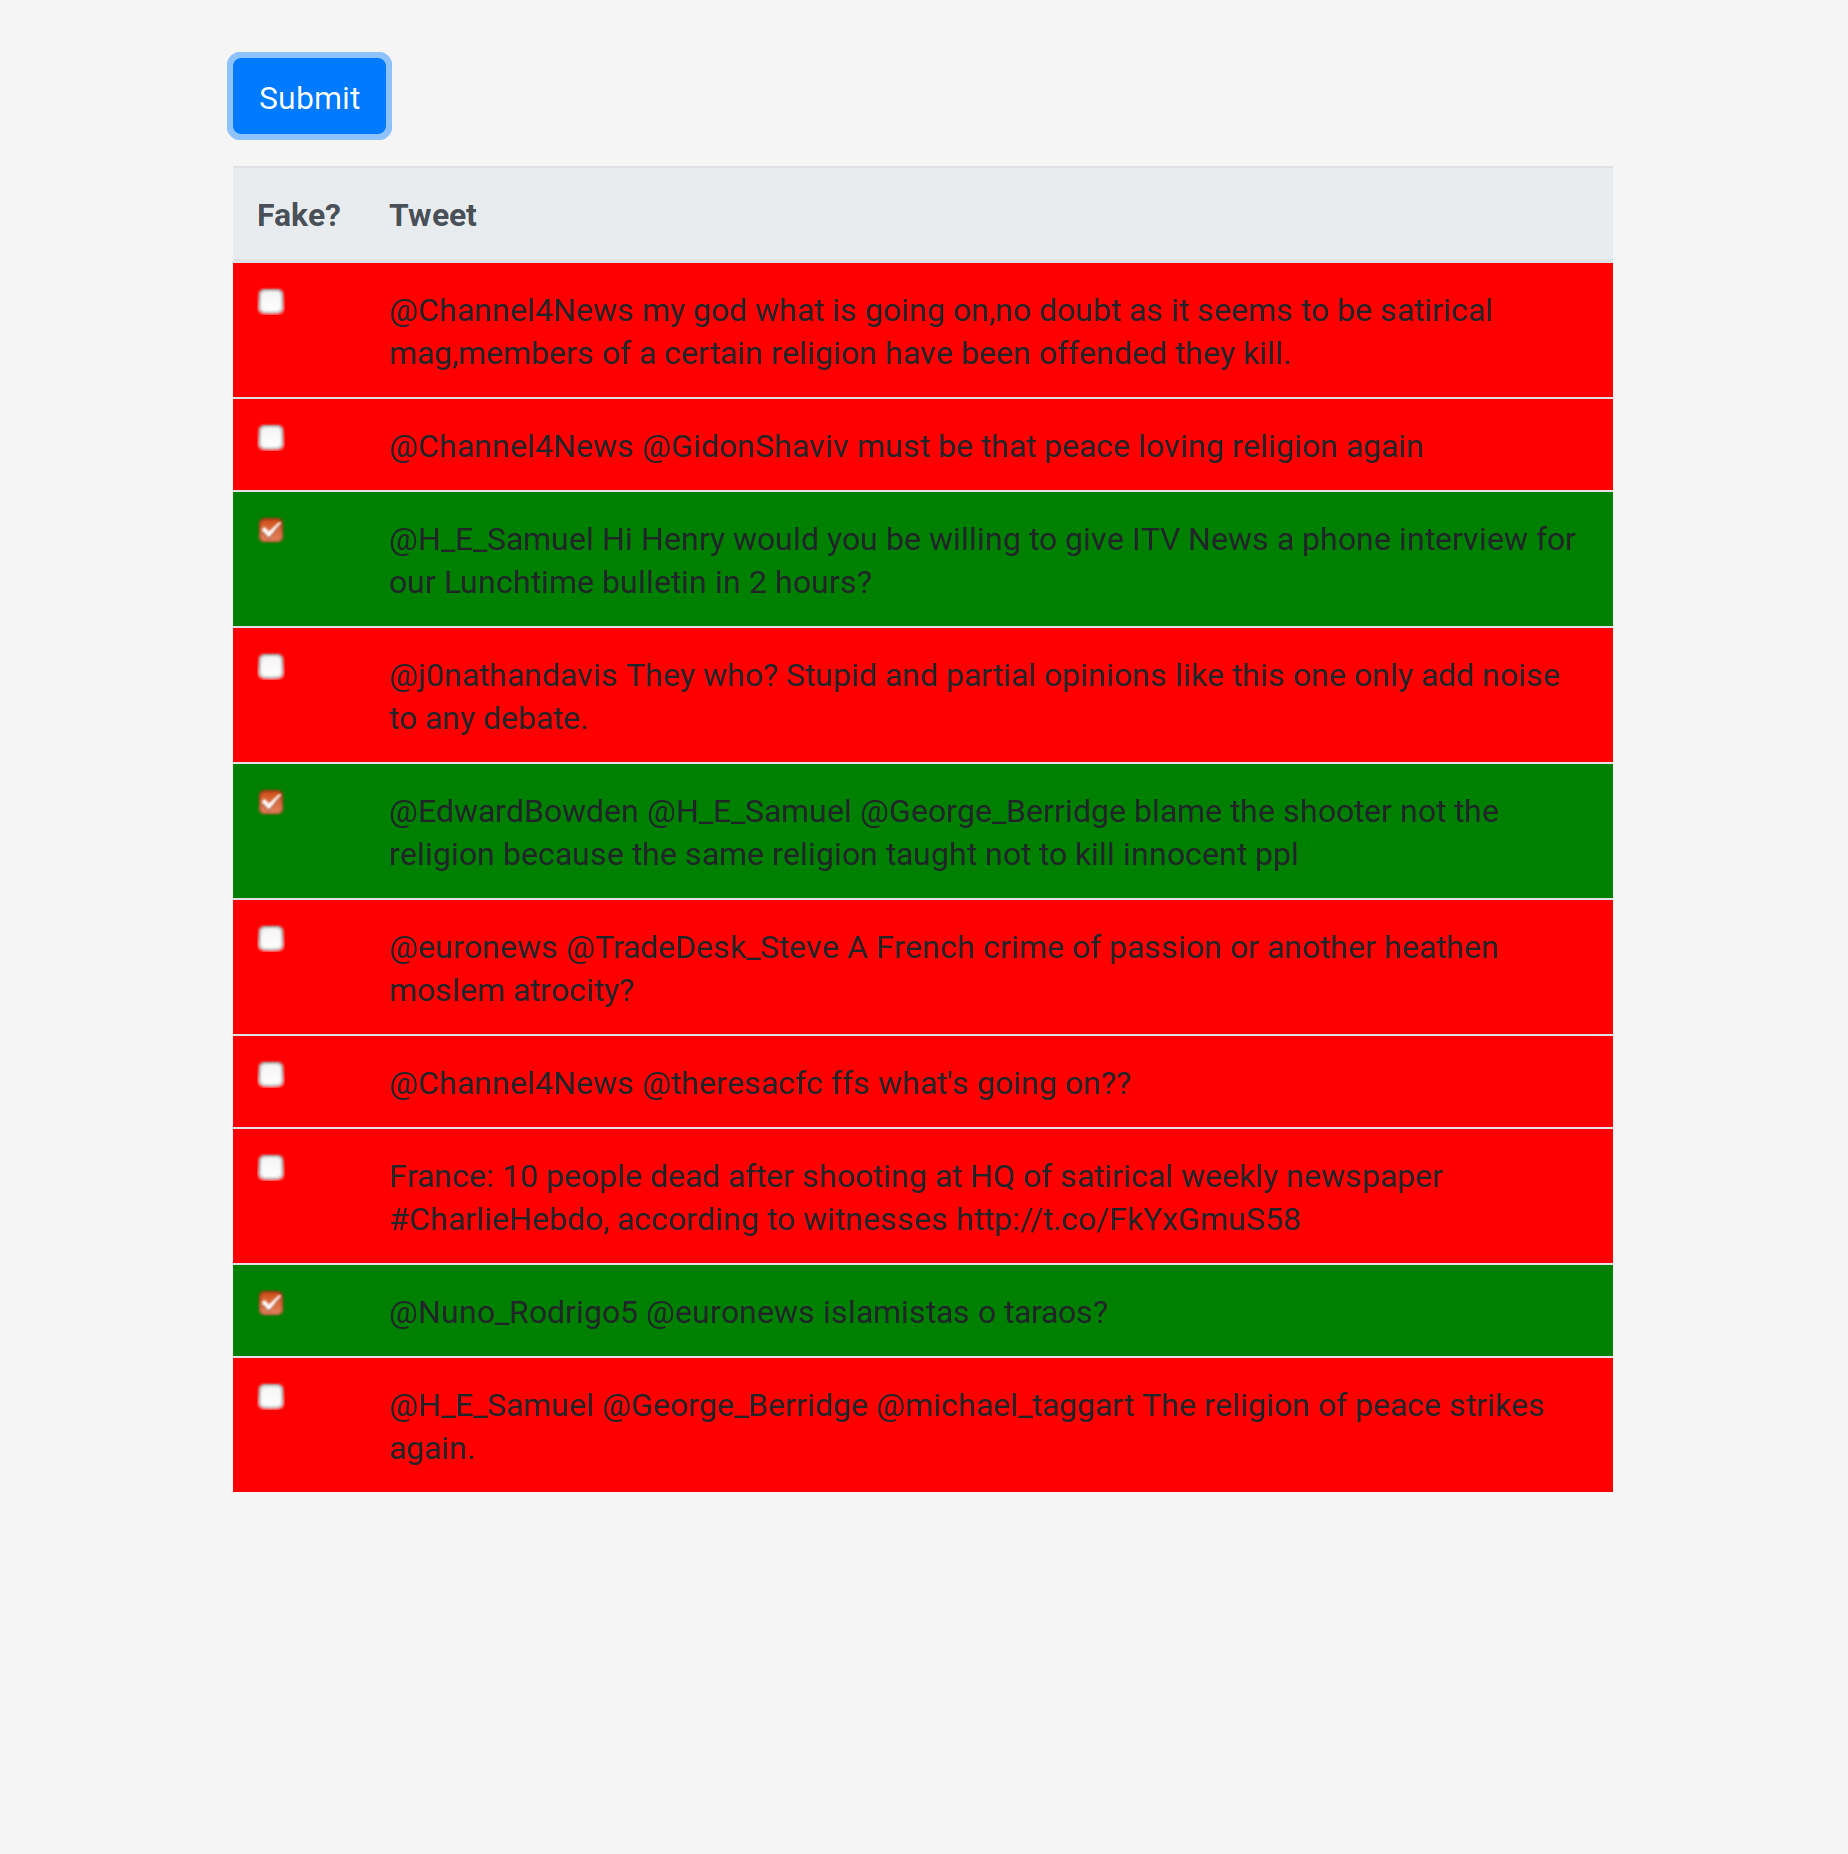 Submit
Fake? Tweet
@Channel4News my god what is going on,no doubt as it seems to be satirical
mag,members of a certain religion have been offended they kill.
@Channel4News @GidonShaviv must be that peace loving religion again
@H_E_Samuel Hi Henry would you be willing to give ITV News a phone interview for
our Lunchtime bulletin in 2 hours?
@j0nathandavis They who? Stupid and partial opinions like this one only add noise
to any debate.
@EdwardBowden @H_E_Samuel @George_Berridge blame the shooter not the
religion because the same religion taught not to kill innocent ppl
@euronews @TradeDesk_Steve A French crime of passion or another heathen
moslem atrocity?
@Channel4News @theresacfc ffs what's going on??
France: 10 people dead after shooting at HQ of satirical weekly newspaper
#CharlieHebdo, according to witnesses http://t.co/FkYxGmuS58
@Nuno_Rodrigo5 @euronews islamistas o taraos?
@H_E_Samuel @George_Berridge @michael_taggart The religion of peace strikes
again.